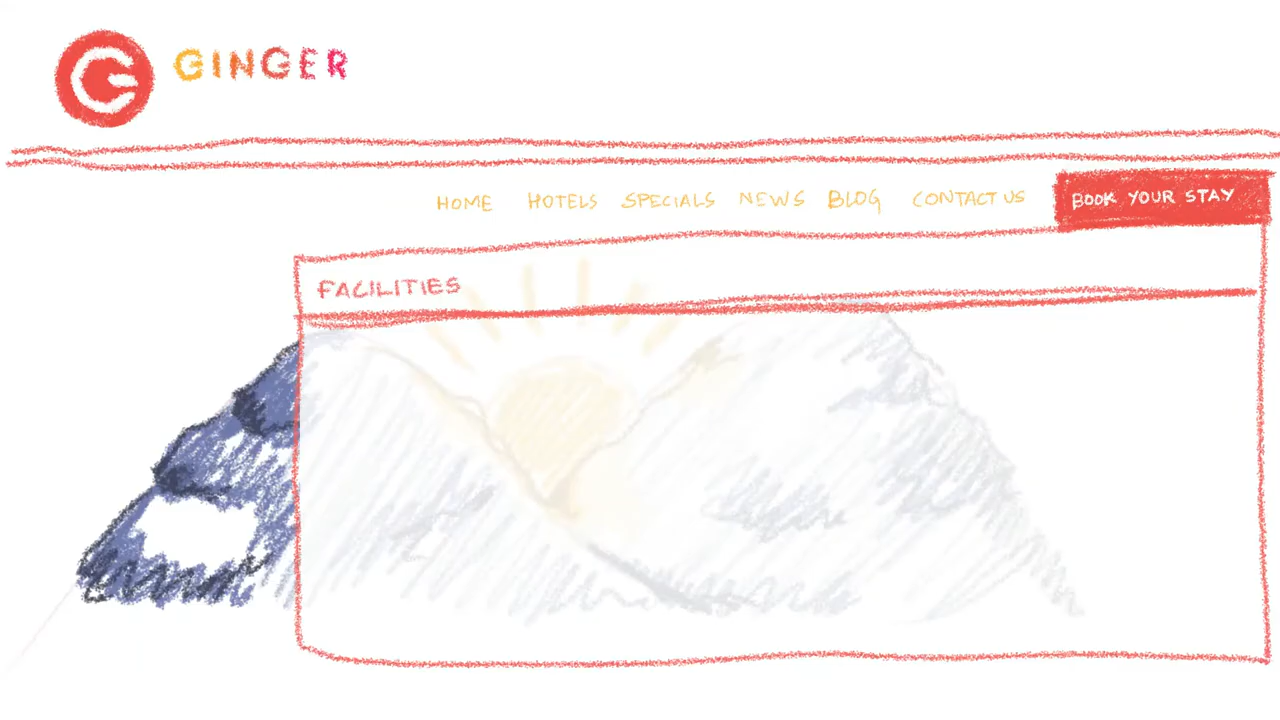 GINGER
HOME HOTELS SPECIALS NEWS BLOG CONTACT US BOOK YOUR STAY
FACILITIES